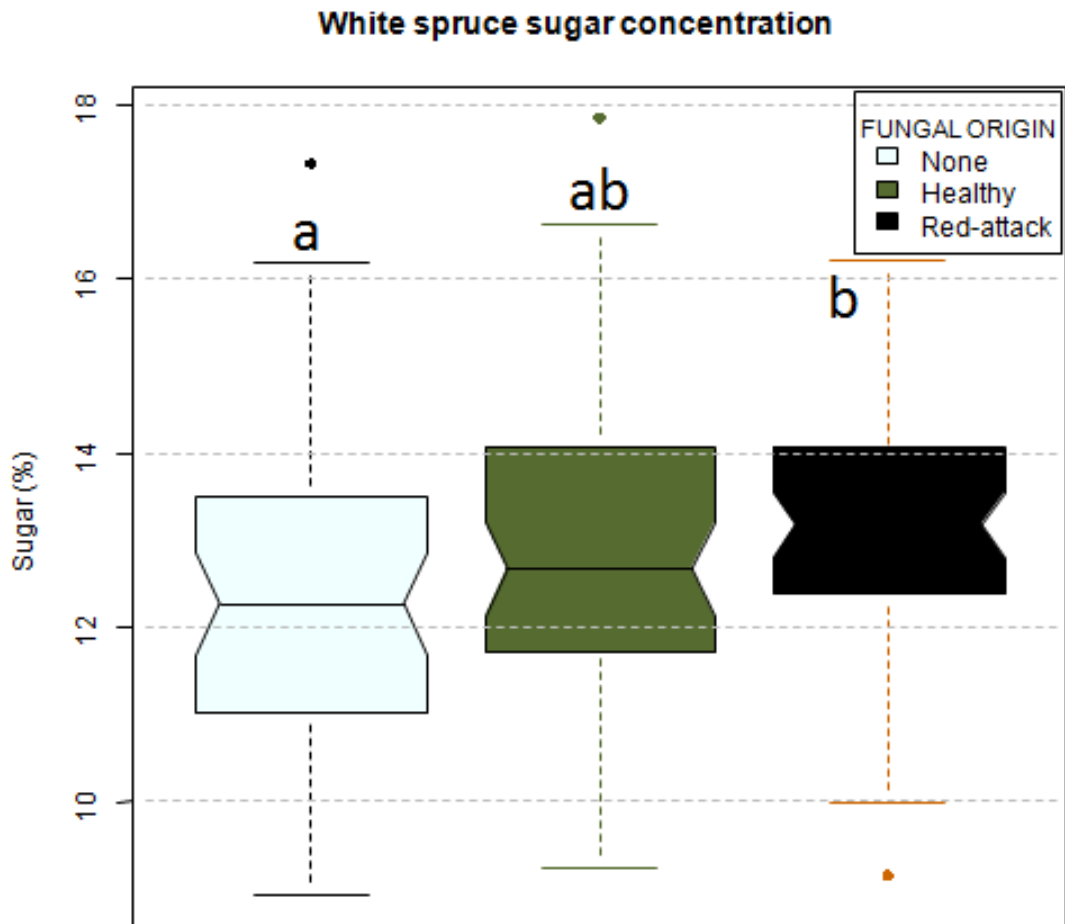 White spruce sugar concentration
18
16
14
12
10
Sugar (%)
a
ab
b
FUNGAL ORIGIN
None
Healthy
Red-attack